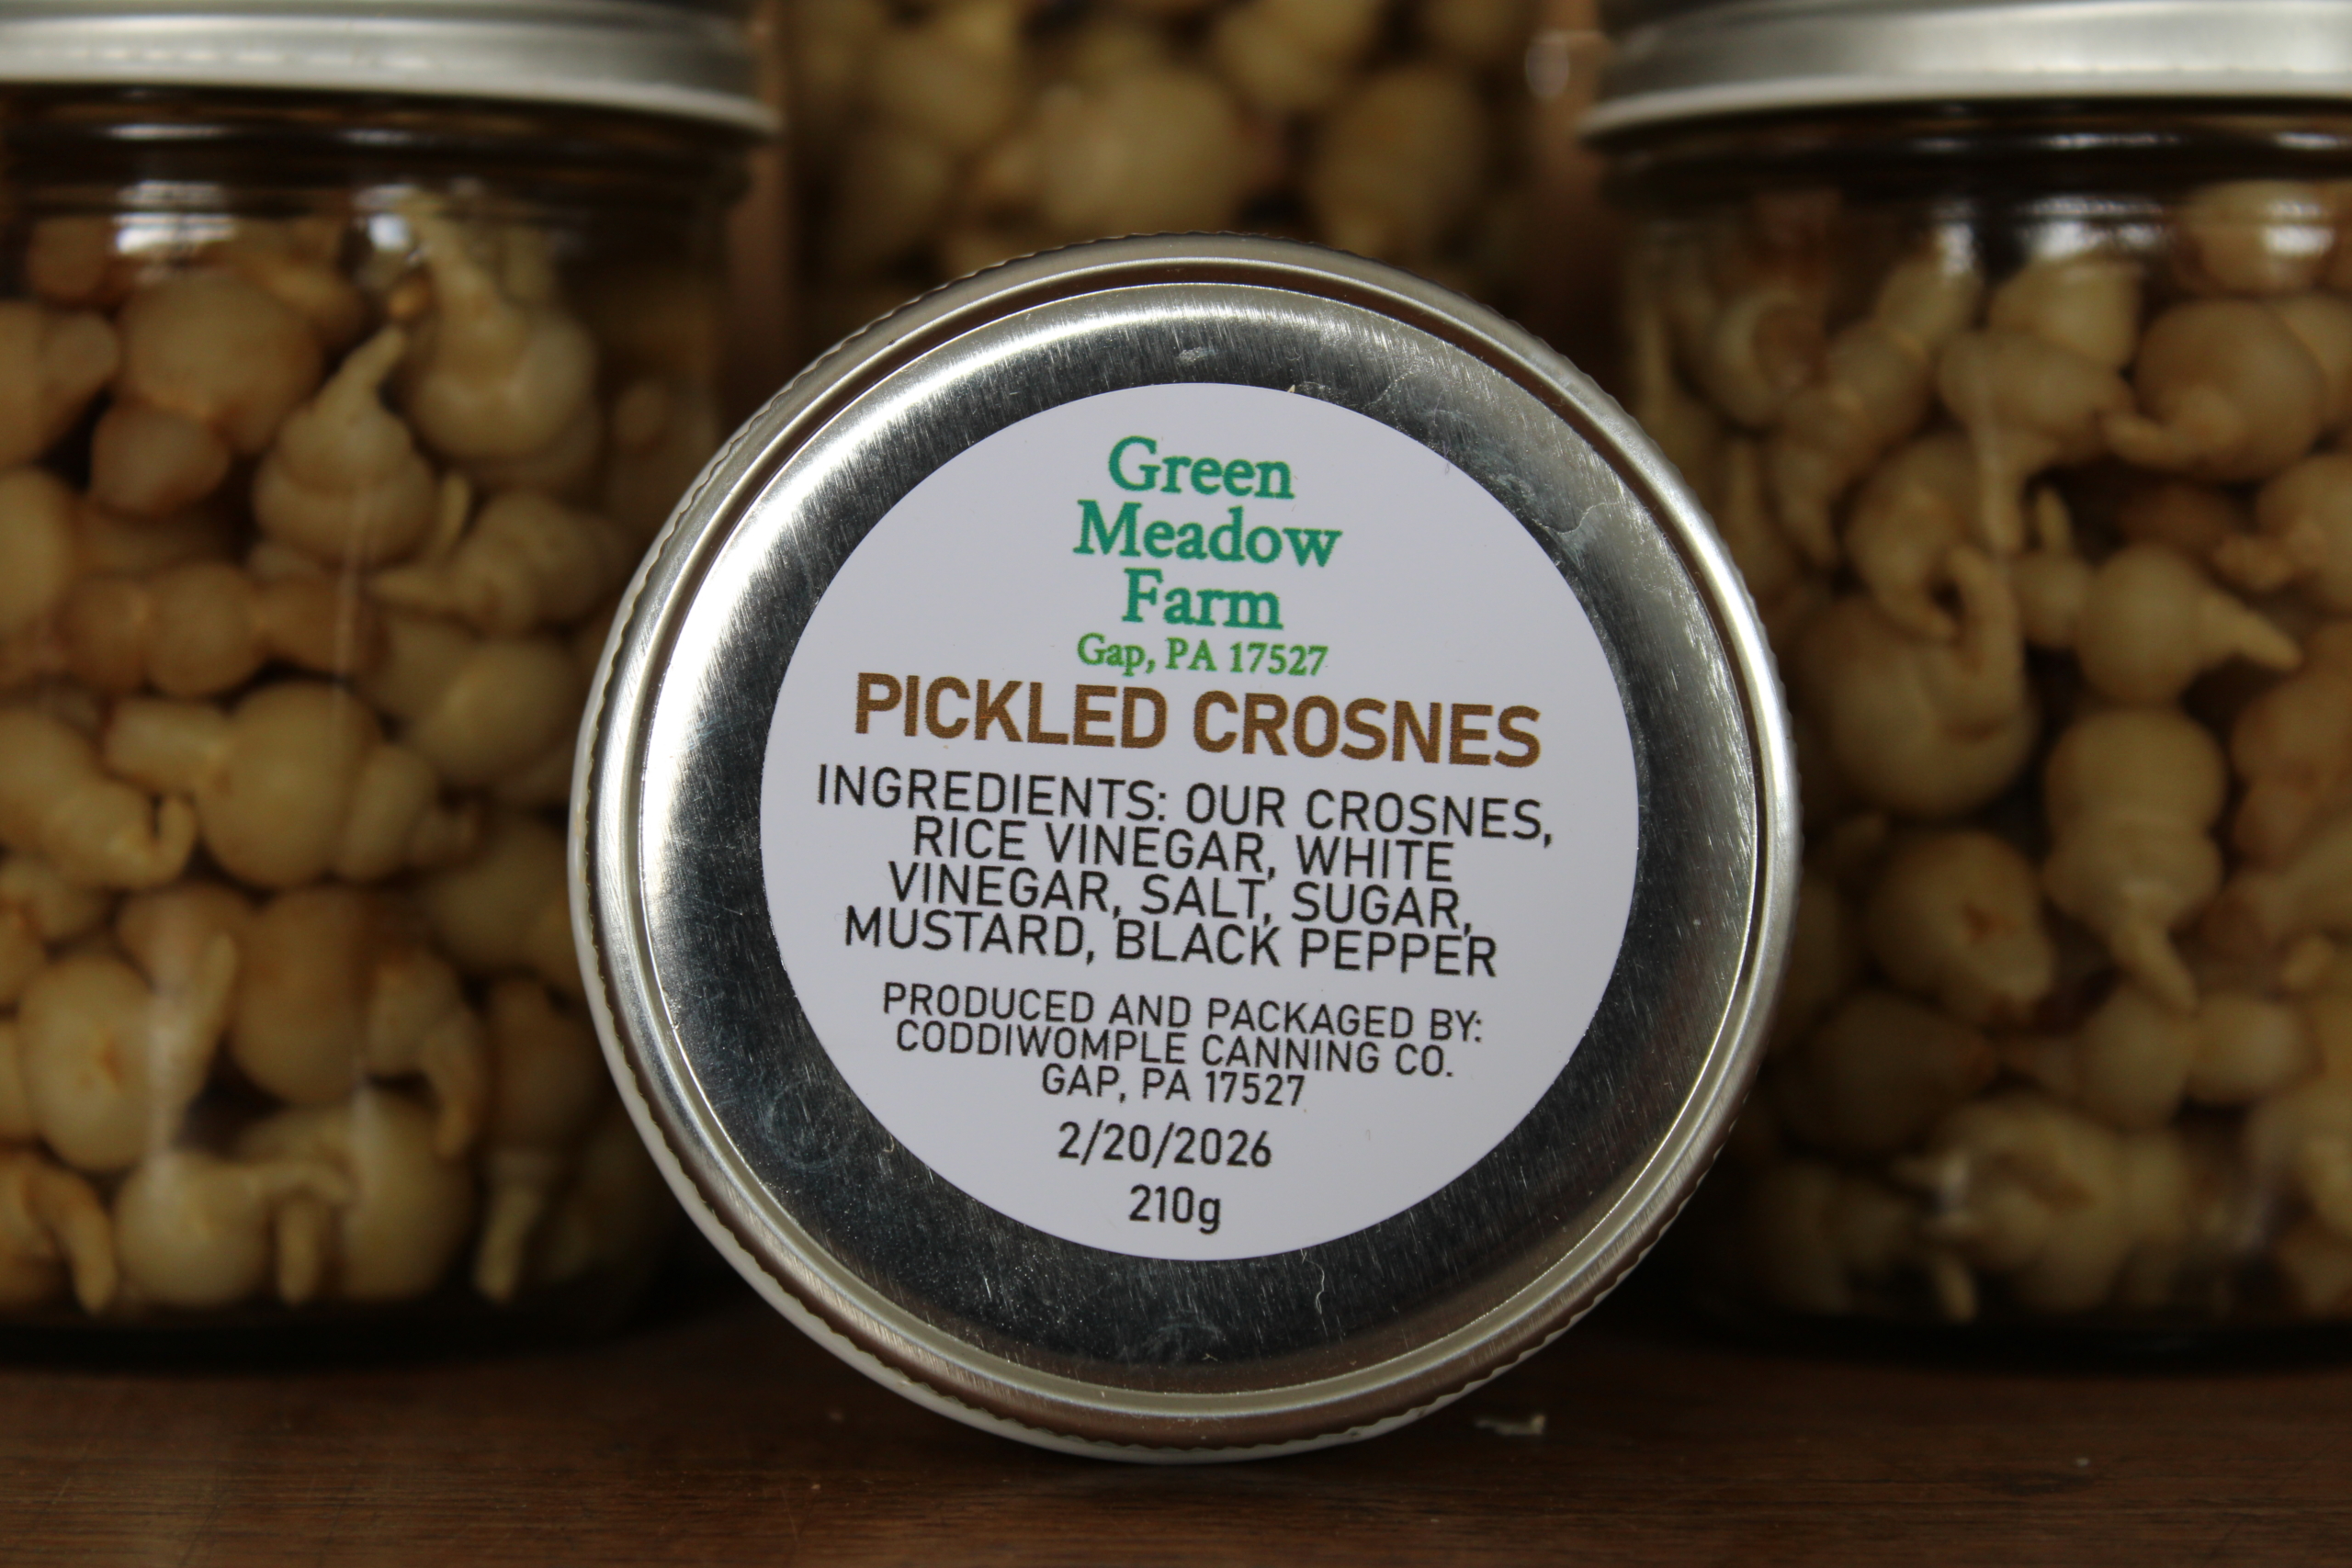 Green
Meadow
Farm
Gap, PA 17527
PICKLED CROSNES
INGREDIENTS: OUR CROSNES,
RICE VINEGAR, WHITE
VINEGAR, SALT, SUGAR,
MUSTARD, BLACK PEPPER
PRODUCED AND PACKAGED BY:
CODDIWOMPLE CANNING CO.
GAP, PA 17527
2/20/2026
210g